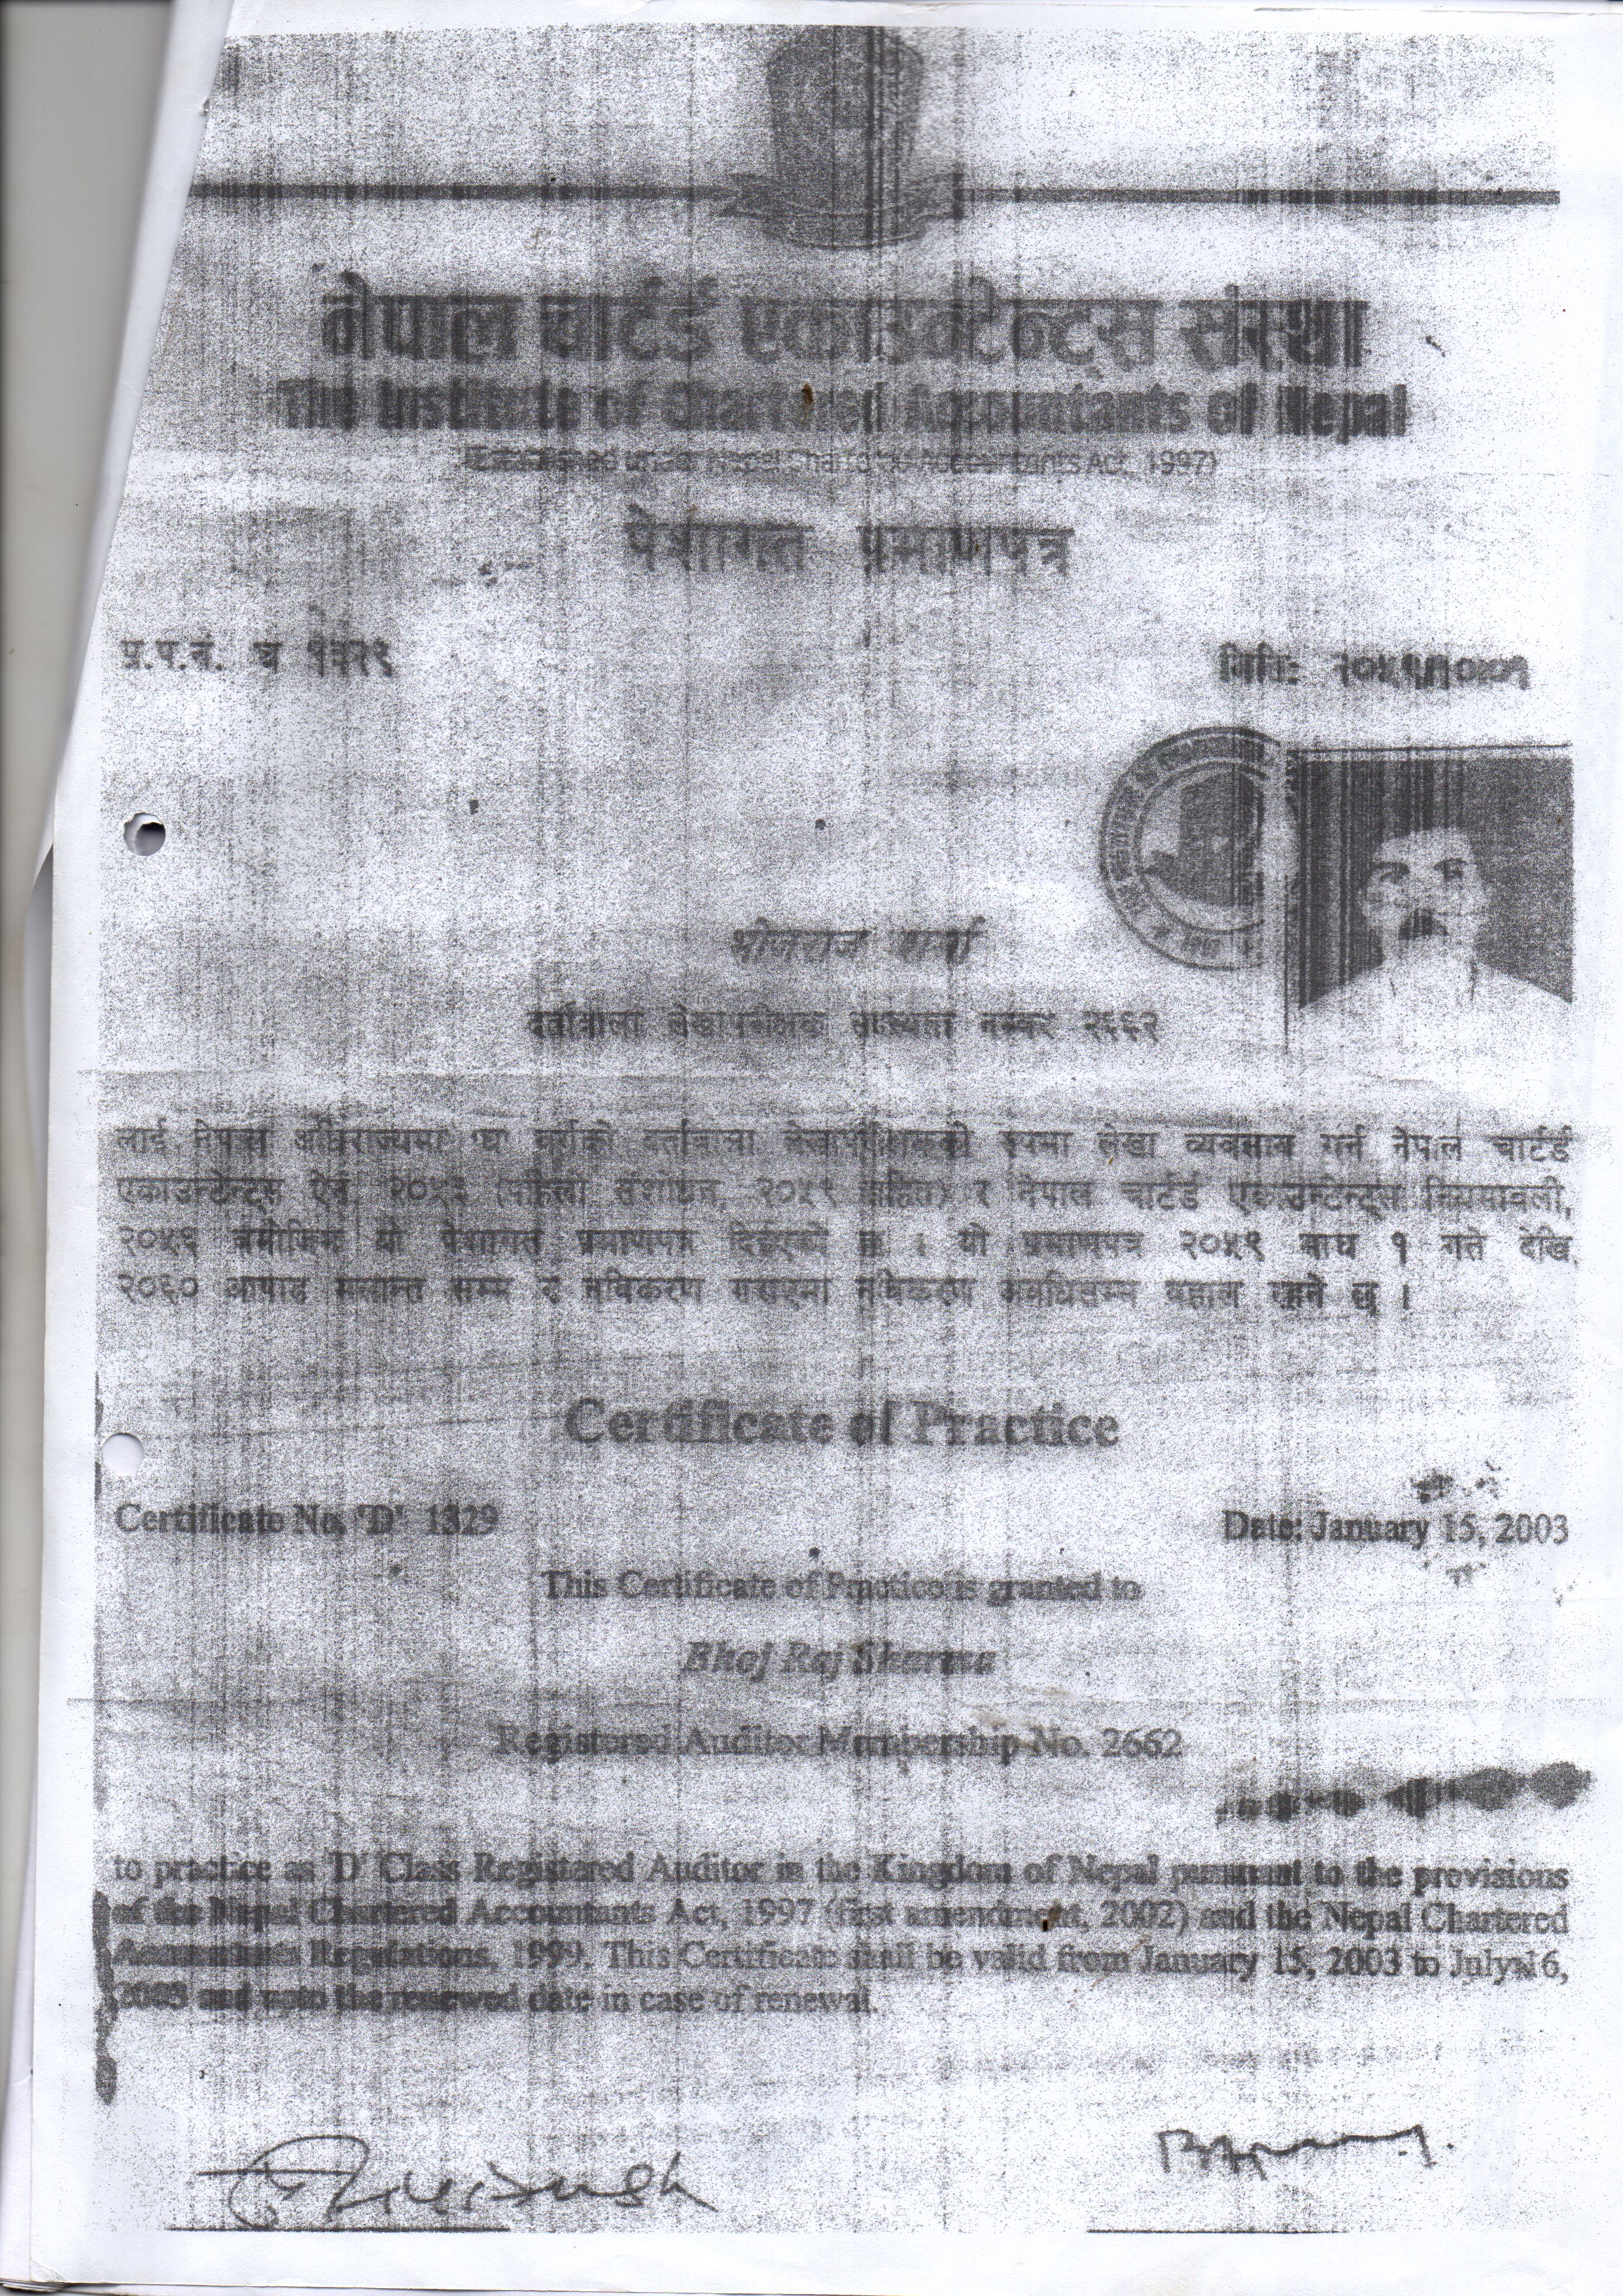 नेपाल चार्टर्ड एकाउन्टेन्ट्स संस्था
The Institute of Chartered Accountants of Nepal
(Established under Nepal Chartered Accountants Act, 1997)
पेशागत प्रमाणपत्र
प्र.प.नं. घ १३२९
मितिः
भोजराज शर्मा
दर्तावाला लेखापरीक्षक सदस्यता नम्बर २६६२
लाई नेपाल अधिराज्यमा 'घ' वर्गको दर्तावाला लेखापरीक्षकको रुपमा लेखा व्यवसाय गर्न नेपाल चार्टर्ड
एकाउन्टेन्ट्स ऐन, २०५३ (पहिलो संशोधन, २०५९ सहित) र नेपाल चार्टर्ड एकाउन्टेन्ट्स नियमावली,
२०५६ बमोजिम यो पेशागत प्रमाणपत्र दिईएको छ । यो प्रमाणपत्र २०५९ माघ १ गते देखि
२०६० आषाढ मसान्त सम्म र नविकरण गराएमा नविकरण अवधिसम्म बहाल रहने छ ।
Certificate of Practice
Certificate No. 'D' 1329
Date: January 15, 2003
This Certificate of Practice is granted to
Bhoj Raj Sharma
Registered Auditor Membership No. 2662
to practice as 'D' Class Registered Auditor in the Kingdom of Nepal pursuant to the provisions
of the Nepal Chartered Accountants Act, 1997 (first amendment, 2002) and the Nepal Chartered
Accountants Regulations, 1999. This Certificate shall be valid from January 15, 2003 to July 16,
2003 and upto the renewed date in case of renewal.